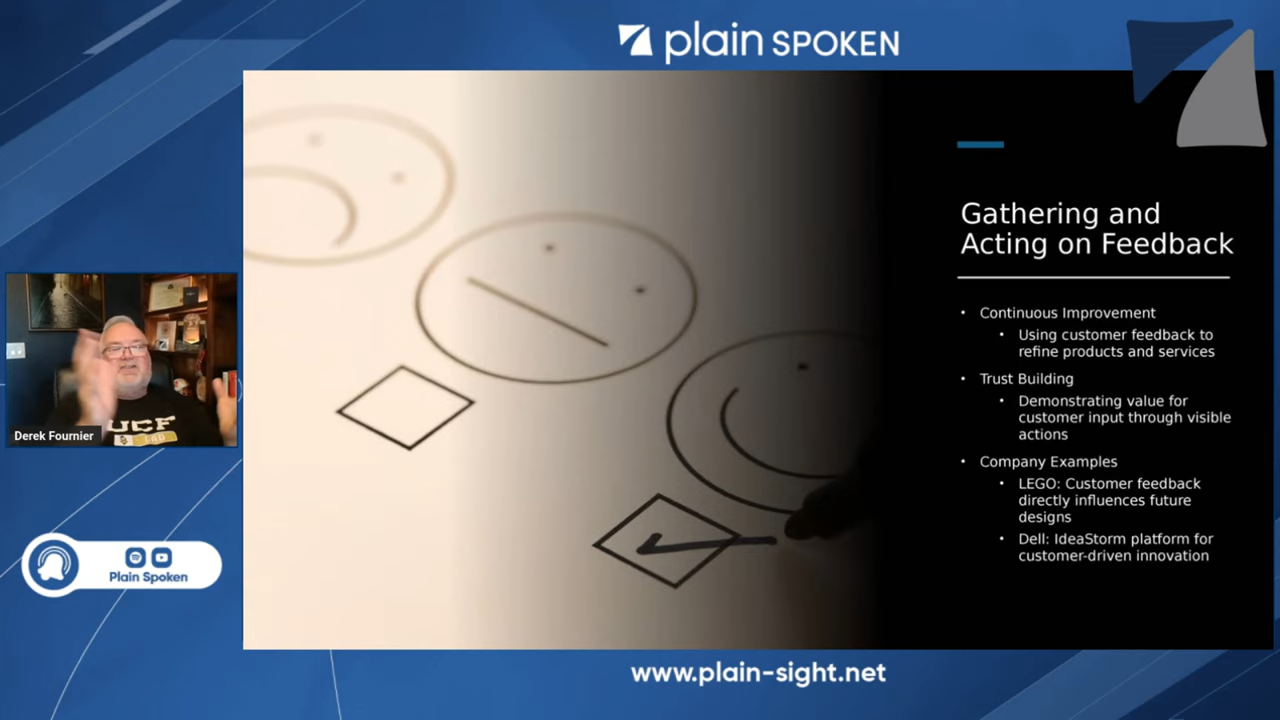 plain SPOKEN
Gathering and
Acting on Feedback
• Continuous Improvement
• Using customer feedback to
refine products and services
• Trust Building
• Demonstrating value for
customer input through visible
actions
• Company Examples
• LEGO: Customer feedback
directly influences future
designs
• Dell: IdeaStorm platform for
customer-driven innovation
UCF
Derek Fournier
Plain Spoken
www.plain-sight.net